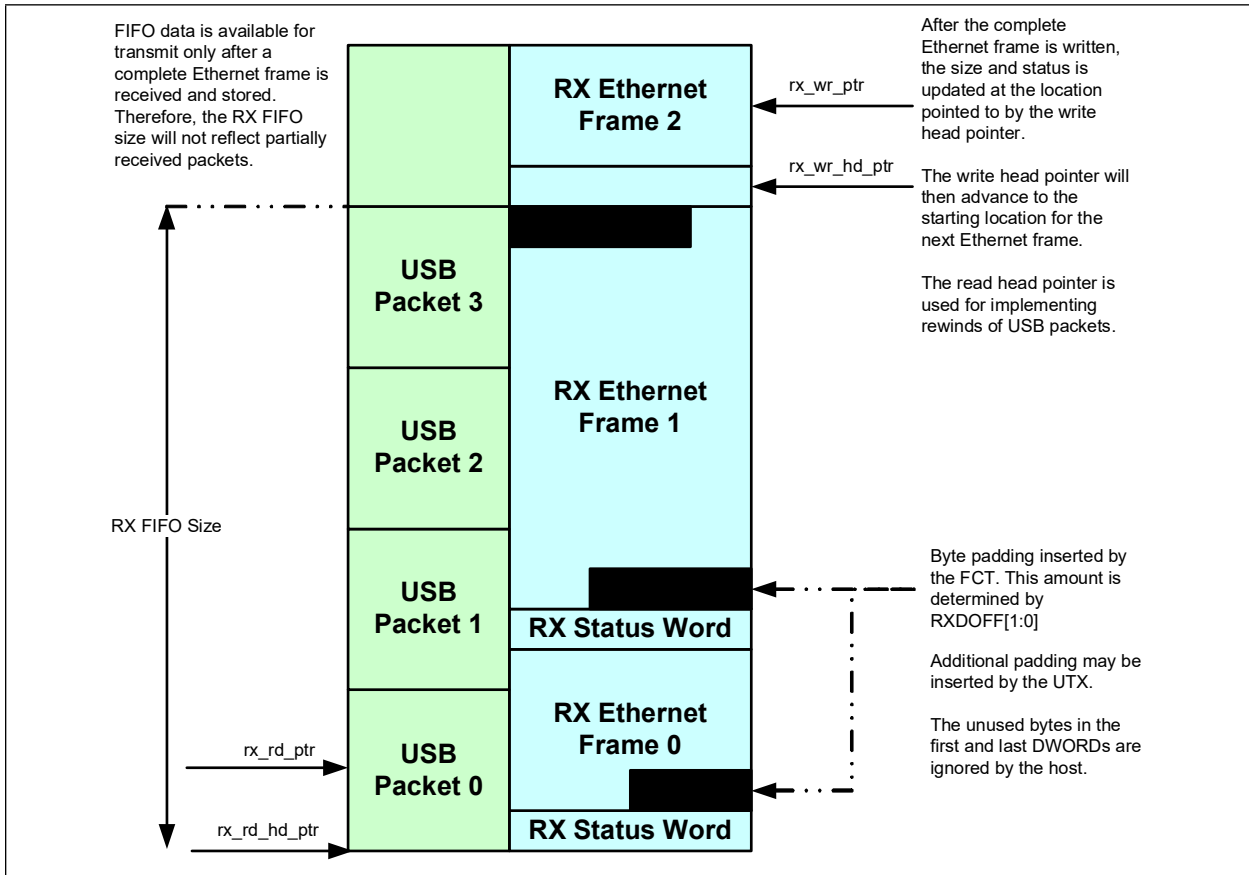 FIFO data is available for
transmit only after a
complete Ethernet frame is
received and stored.
Therefore, the RX FIFO
size will not reflect partially
received packets.
RX FIFO Size
rx_rd_ptr
rx_rd_hd_ptr
USB
Packet 3
USB
Packet 2
USB
Packet 1
USB
Packet 0
RX Ethernet
Frame 2
RX Ethernet
Frame 1
RX Status Word
RX Ethernet
Frame 0
RX Status Word
rx_wr_ptr
rx_wr_hd_ptr
After the complete
Ethernet frame is written,
the size and status is
updated at the location
pointed to by the write
head pointer.
The write head pointer will
then advance to the
starting location for the
next Ethernet frame.
The read head pointer is
used for implementing
rewinds of USB packets.
Byte padding inserted by
the FCT. This amount is
determined by
RXDOFF[1:0]
Additional padding may be
inserted by the UTX.
The unused bytes in the
first and last DWORDs are
ignored by the host.